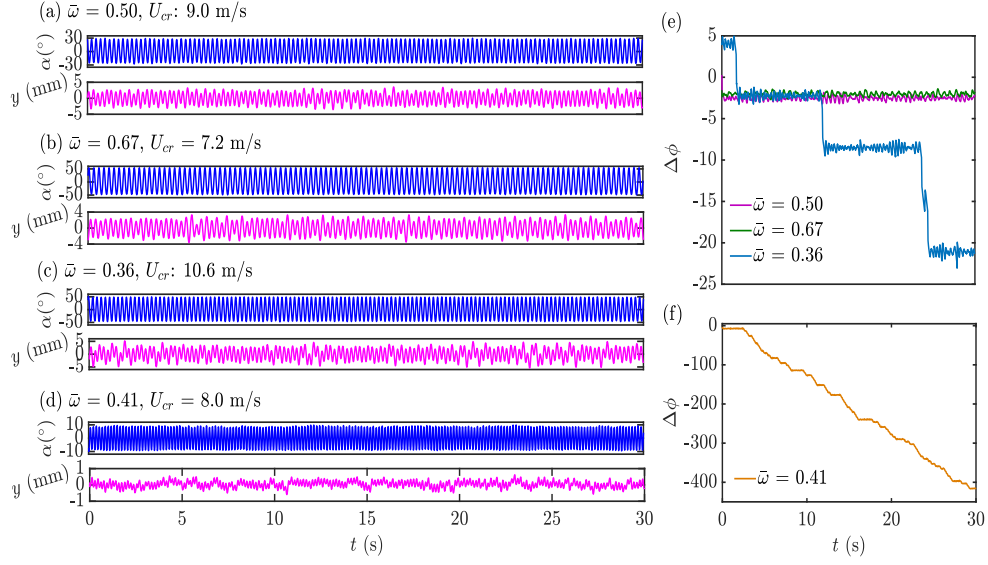 (a) ω̄ = 0.50, U_cr: 9.0 m/s
α(°)
30
0
-30
y (mm)
5
0
-5
(b) ω̄ = 0.67, U_cr = 7.2 m/s
α(°)
50
0
-50
y (mm)
4
0
-4
(c) ω̄ = 0.36, U_cr: 10.6 m/s
α(°)
50
0
-50
y (mm)
5
0
-5
(d) ω̄ = 0.41, U_cr = 8.0 m/s
α(°)
10
0
-10
y (mm)
1
0
-1
0 5 10 15 20 25 30
t (s)
(e)
Δϕ
5
0
-5
-10
-15
-20
-25
ω̄ = 0.50
ω̄ = 0.67
ω̄ = 0.36
0 10 20 30
(f)
Δϕ
0
-100
-200
-300
-400
ω̄ = 0.41
0 10 20 30
t (s)